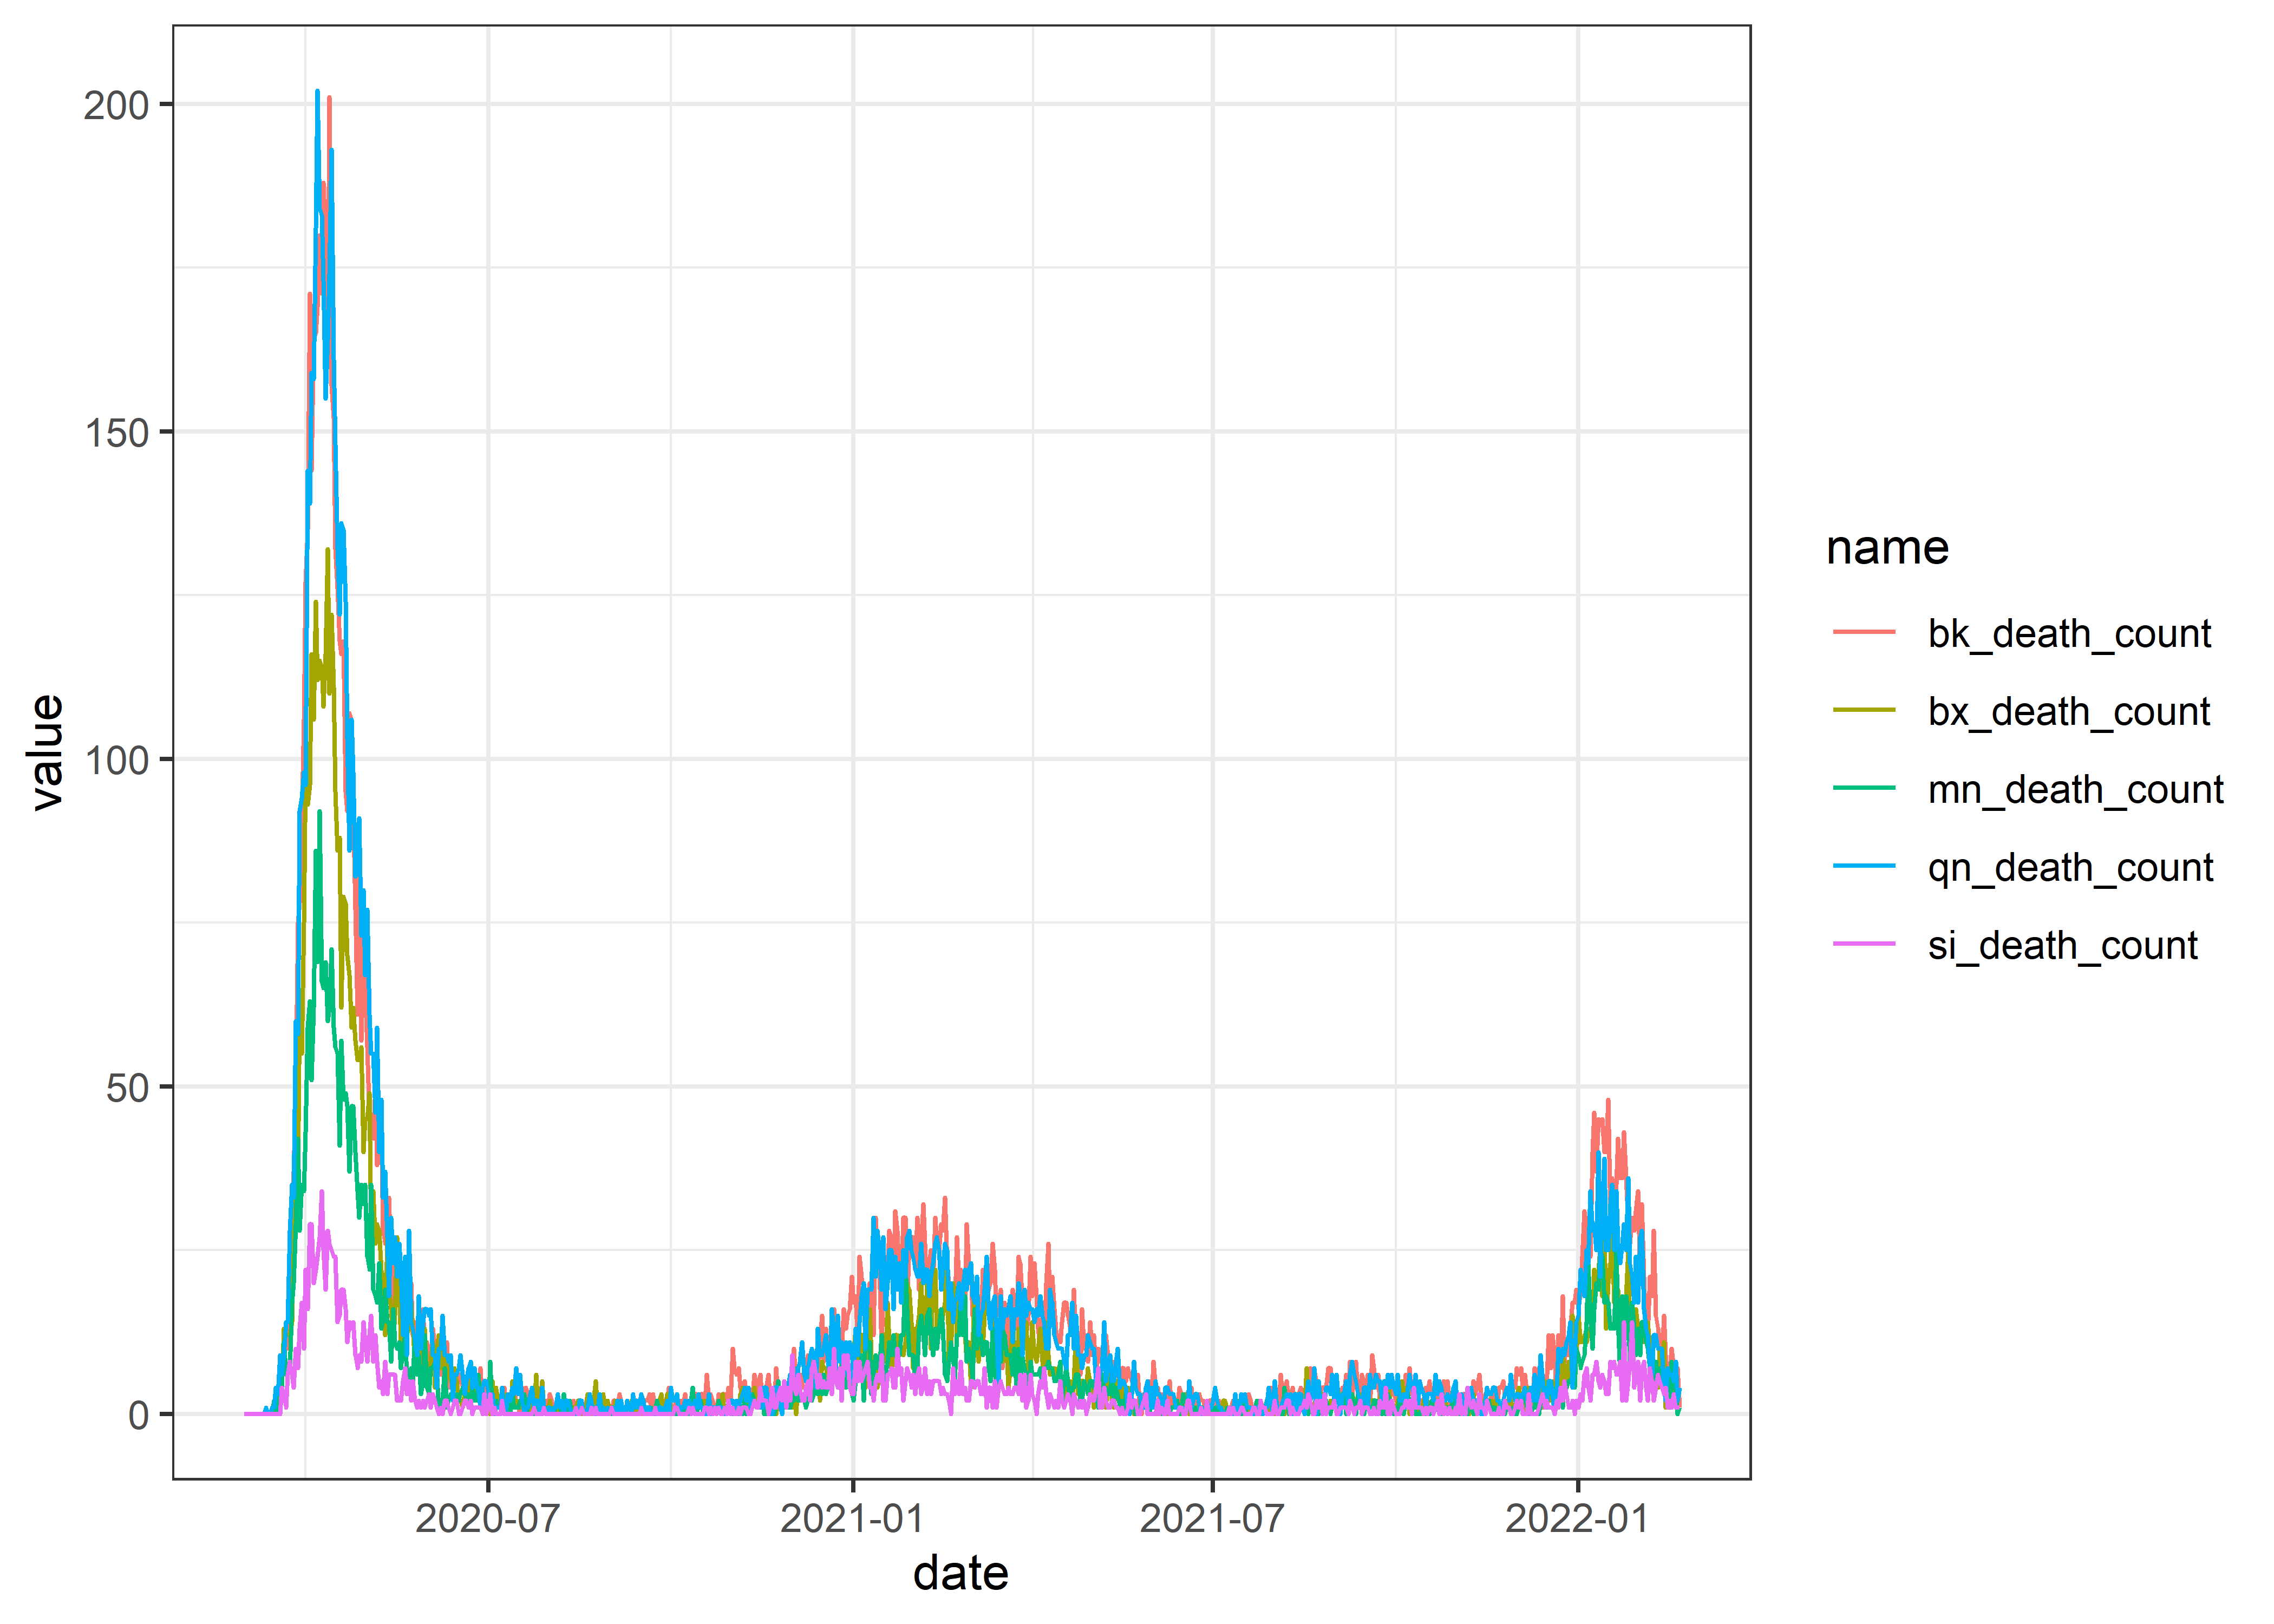 200
150
100
50
0
value
2020-07
2021-01
2021-07
2022-01
date
name
bk_death_count
bx_death_count
mn_death_count
qn_death_count
si_death_count